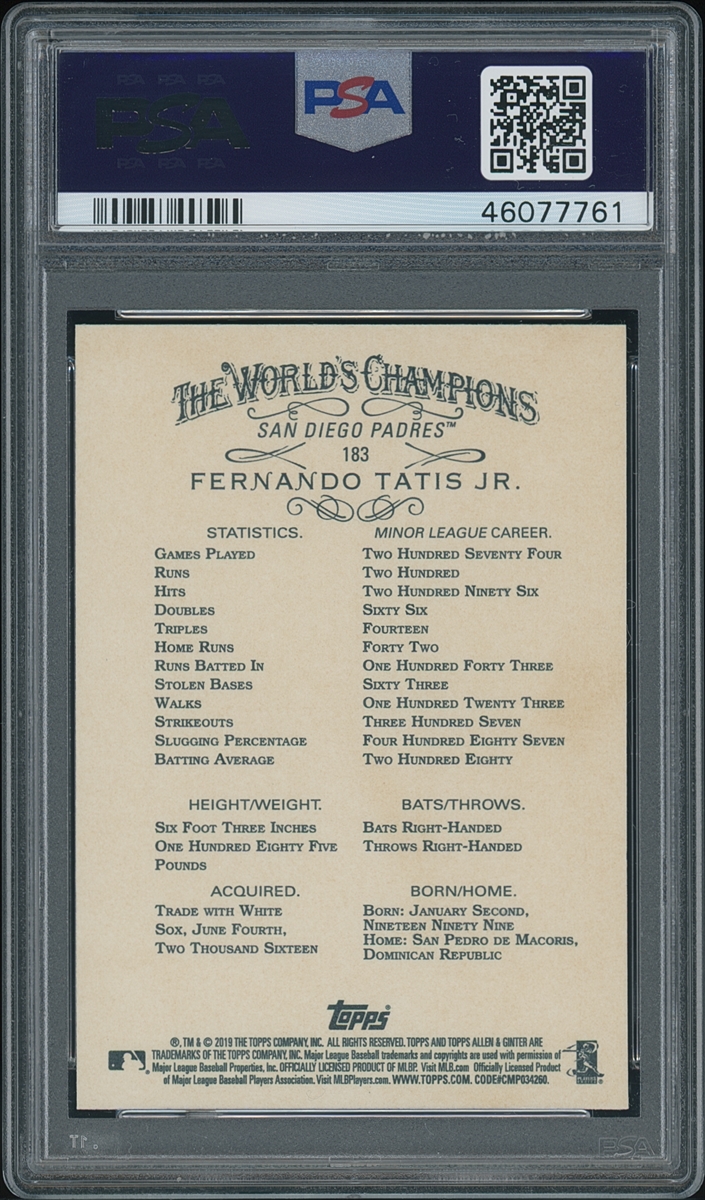 PSA PSA PSA
PSA
PSA PSA PSA
PSA
46077761
THE WORLD'S CHAMPIONS
SAN DIEGO PADRES™
183
FERNANDO TATIS JR.
STATISTICS. MINOR LEAGUE CAREER.
GAMES PLAYED TWO HUNDRED SEVENTY FOUR
RUNS TWO HUNDRED
HITS TWO HUNDRED NINETY SIX
DOUBLES SIXTY SIX
TRIPLES FOURTEEN
HOME RUNS FORTY TWO
RUNS BATTED IN ONE HUNDRED FORTY THREE
STOLEN BASES SIXTY THREE
WALKS ONE HUNDRED TWENTY THREE
STRIKEOUTS THREE HUNDRED SEVEN
SLUGGING PERCENTAGE FOUR HUNDRED EIGHTY SEVEN
BATTING AVERAGE TWO HUNDRED EIGHTY
HEIGHT/WEIGHT. BATS/THROWS.
SIX FOOT THREE INCHES BATS RIGHT-HANDED
ONE HUNDRED EIGHTY FIVE THROWS RIGHT-HANDED
POUNDS
ACQUIRED. BORN/HOME.
TRADE WITH WHITE
SOX, JUNE FOURTH,
TWO THOUSAND SIXTEEN
BORN: JANUARY SECOND,
NINETEEN NINETY NINE
HOME: SAN PEDRO DE MACORIS,
DOMINICAN REPUBLIC
Topps
®, TM & © 2019 THE TOPPS COMPANY, INC. ALL RIGHTS RESERVED. TOPPS AND TOPPS ALLEN & GINTER ARE
TRADEMARKS OF THE TOPPS COMPANY, INC. Major League Baseball trademarks and copyrights are used with permission of
Major League Baseball Properties, Inc. OFFICIALLY LICENSED PRODUCT OF MLBP. Visit MLB.com Officially Licensed Product
of Major League Baseball Players Association. Visit MLBPlayers.com. WWW.TOPPS.COM. CODE#CMP034260.
PSA